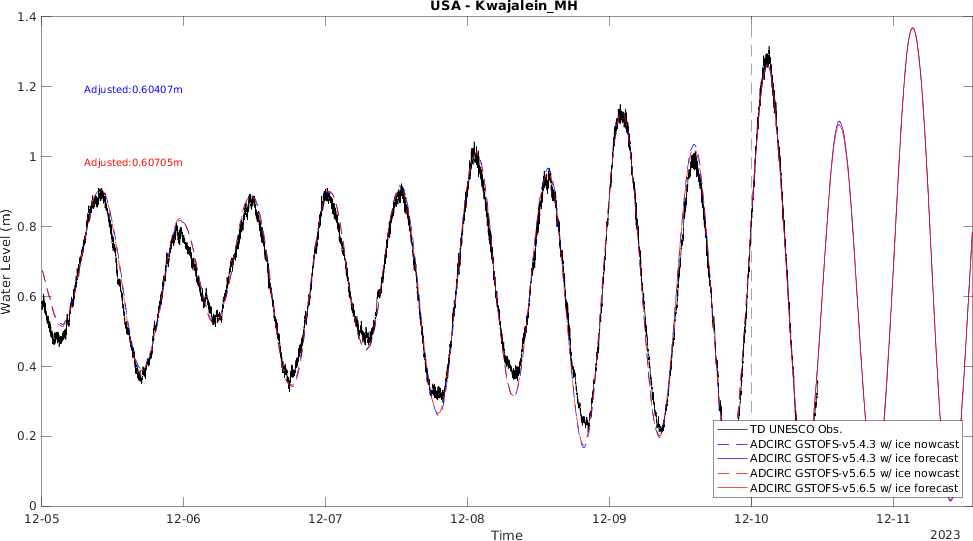 USA - Kwajalein_MH
1.4
1.2
1
0.8
0.6
0.4
0.2
0
Water Level (m)
Adjusted:0.60407m
Adjusted:0.60705m
TD UNESCO Obs.
ADCIRC GSTOFS-v5.4.3 w/ ice nowcast
ADCIRC GSTOFS-v5.4.3 w/ ice forecast
ADCIRC GSTOFS-v5.6.5 w/ ice nowcast
ADCIRC GSTOFS-v5.6.5 w/ ice forecast
12-05 12-06 12-07 12-08 12-09 12-10 12-11
Time
2023